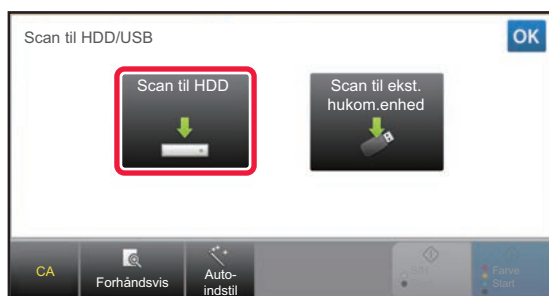 Scan til HDD/USB
OK
Scan til HDD
Scan til ekst.
hukom.enhed
CA
Forhåndsvis
Auto-
indstil
Farve
Start